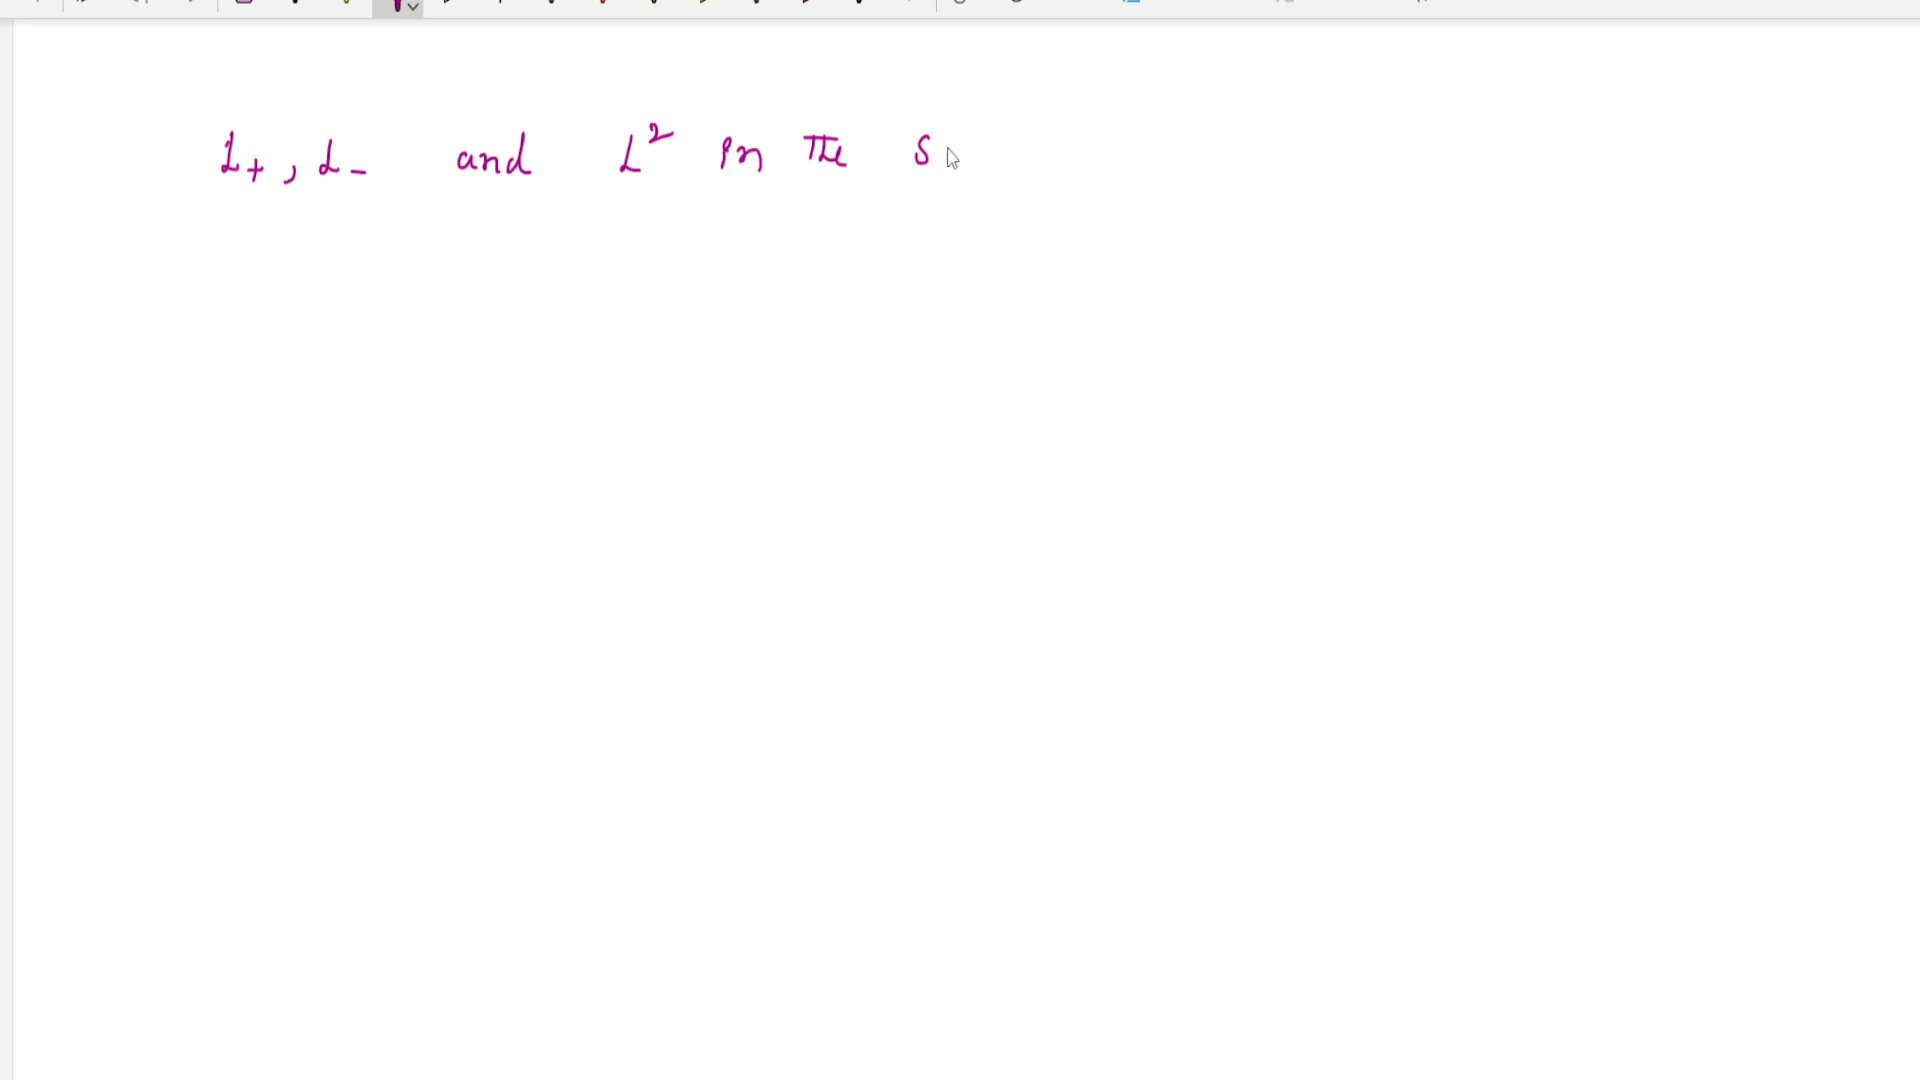 L₊, L₋ and L² in the S